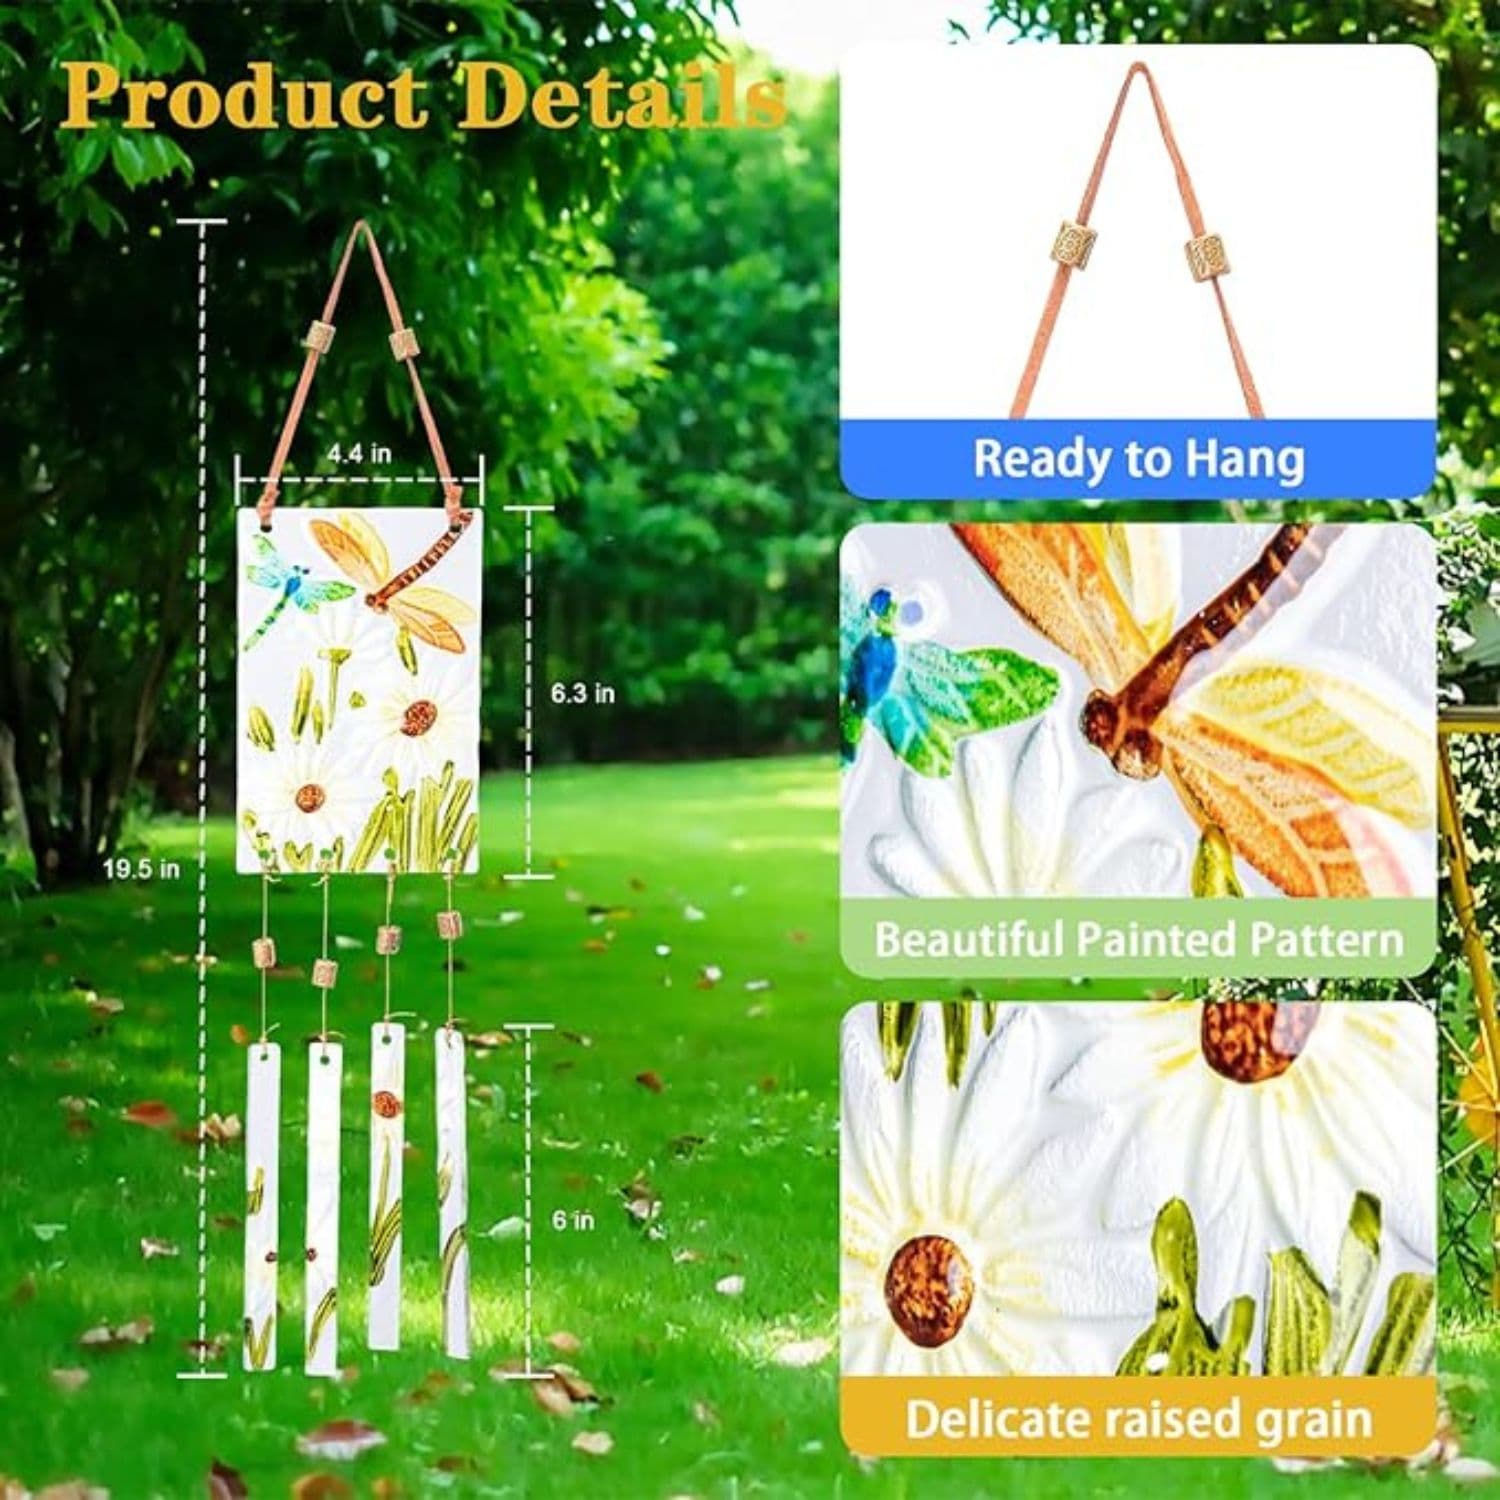 Product Details
4.4 in
6.3 in
19.5 in
6 in
Ready to Hang
Beautiful Painted Pattern
Delicate raised grain